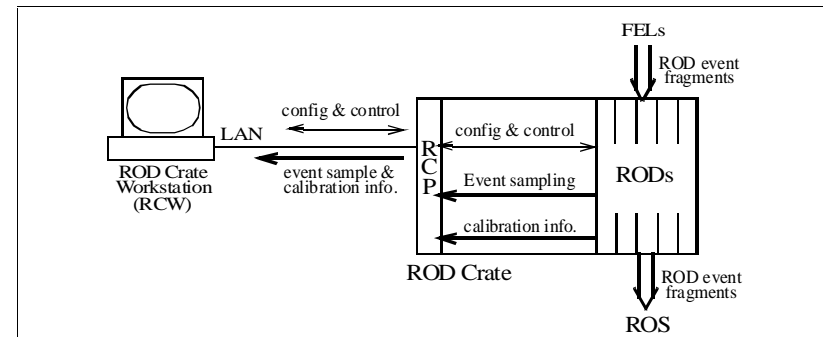 FELs
ROD event
fragments
config & control
LAN
event sample &
calibration info.
ROD Crate
Workstation
(RCW)
RCP
config & control
Event sampling
calibration info.
RODs
ROD Crate
ROD event
fragments
ROS